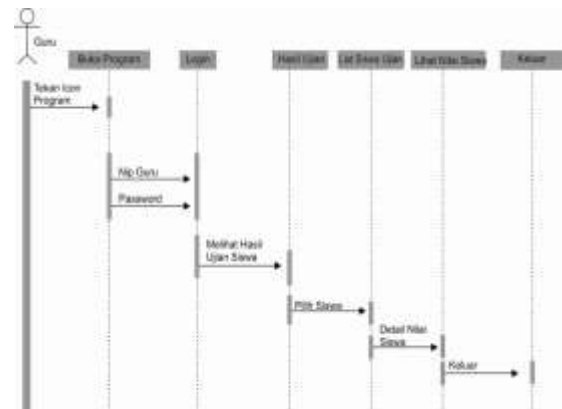 Guru
Buka Program
Login
Hasil Ujian
List Siswa Ujian
Lihat Nilai Siswa
Keluar
Tekan Icon
Program
Nip Guru
Password
Melihat Hasil
Ujian Siswa
Pilih Siswa
Detail Nilai
Siswa
Keluar